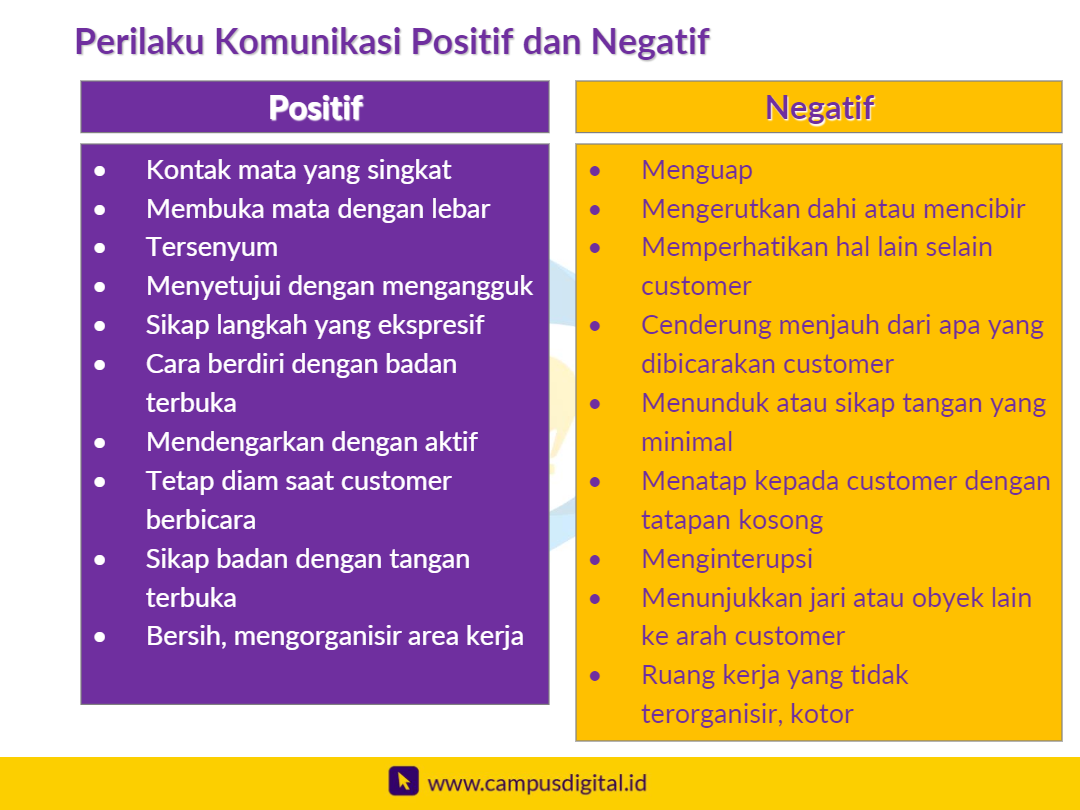 Perilaku Komunikasi Positif dan Negatif
Positif
• Kontak mata yang singkat
• Membuka mata dengan lebar
• Tersenyum
• Menyetujui dengan mengangguk
• Sikap langkah yang ekspresif
• Cara berdiri dengan badan
terbuka
• Mendengarkan dengan aktif
• Tetap diam saat customer
berbicara
• Sikap badan dengan tangan
terbuka
• Bersih, mengorganisir area kerja
Negatif
• Menguap
• Mengerutkan dahi atau mencibir
• Memperhatikan hal lain selain
customer
• Cenderung menjauh dari apa yang
dibicarakan customer
• Menunduk atau sikap tangan yang
minimal
• Menatap kepada customer dengan
tatapan kosong
• Menginterupsi
• Menunjukkan jari atau obyek lain
ke arah customer
• Ruang kerja yang tidak
terorganisir, kotor
www.campusdigital.id